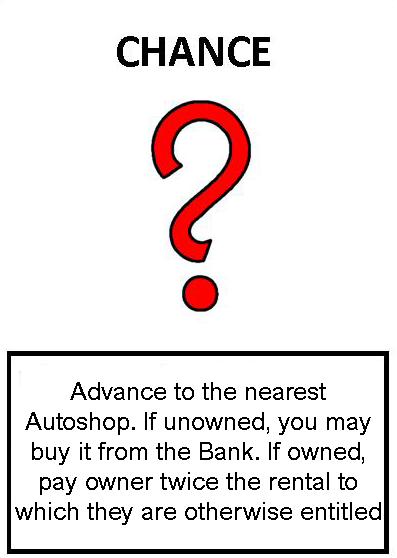 CHANCE
?
Advance to the nearest
Autoshop. If unowned, you may
buy it from the Bank. If owned,
pay owner twice the rental to
which they are otherwise entitled